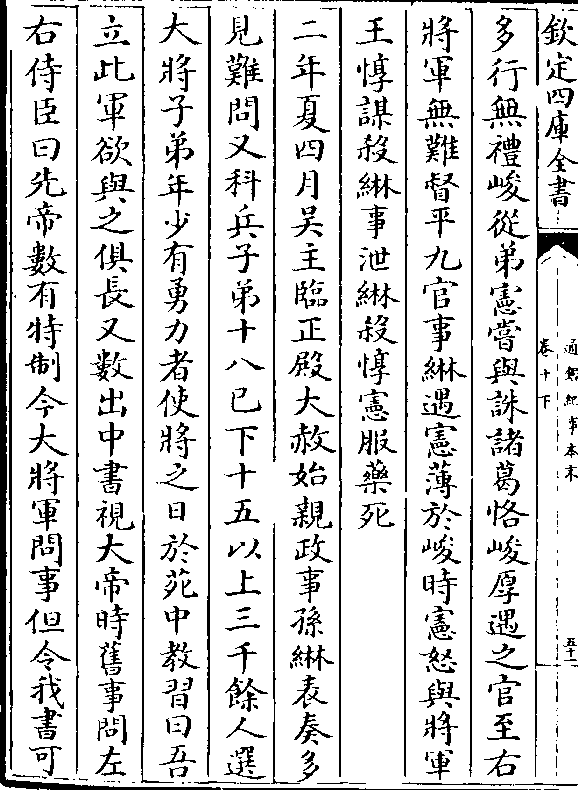 欽定四庫全書
通鑑紀事本末
卷十下
五十一
多行無禮峻從弟憲嘗與誅諸葛恪峻厚遇之官至右
將軍無難督平九官事綝遇憲薄於峻時憲怒與將軍
王惇謀殺綝事泄綝殺惇憲服藥死
二年夏四月吳主臨正殿大赦始親政事孫綝表奏多
見難問又科兵子弟十八已下十五以上三千餘人選
大將子弟年少有勇力者使將之日於苑中教習曰吾
立此軍欲與之俱長又數出中書視大帝時舊事問左
右侍臣曰先帝數有特制今大將軍問事但令我書可